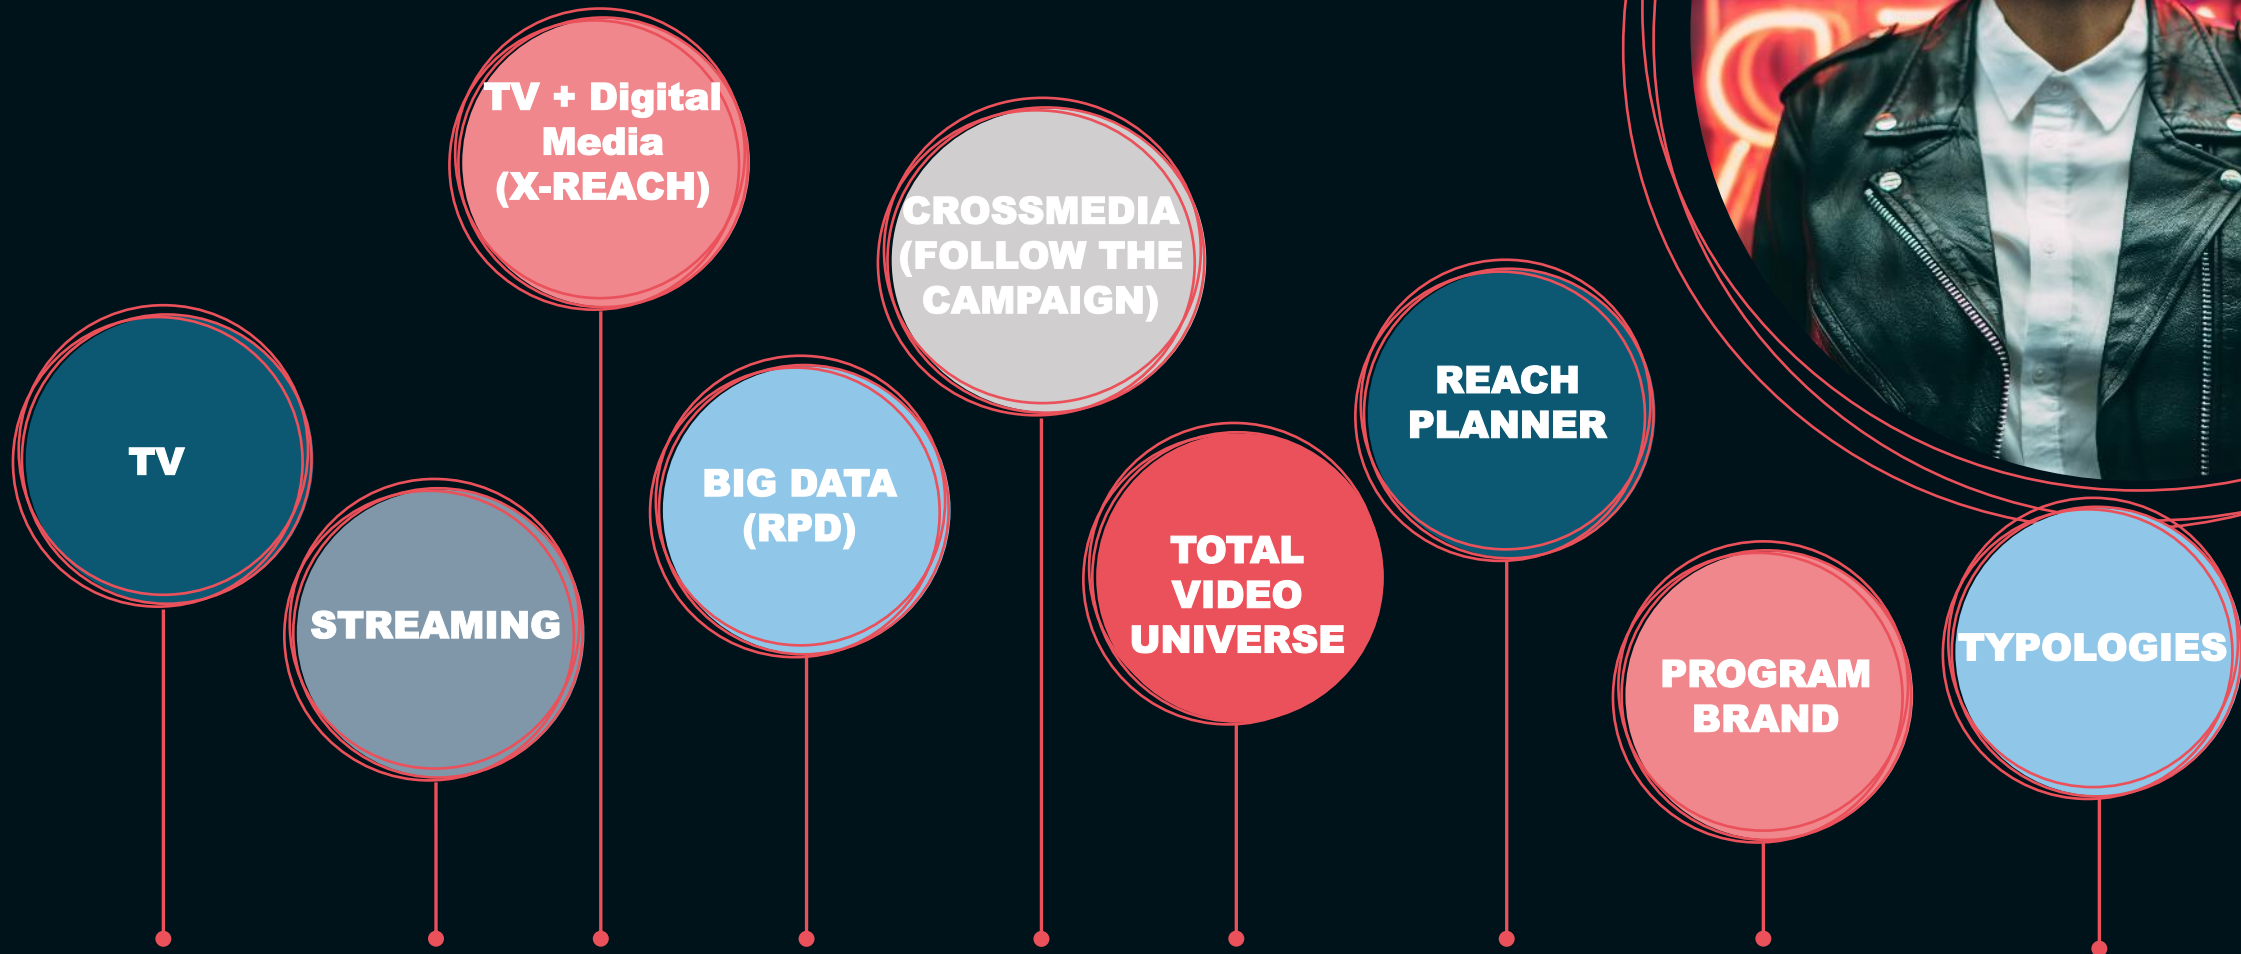 TV
STREAMING
TV + Digital
Media
(X-REACH)
BIG DATA
(RPD)
CROSSMEDIA
(FOLLOW THE
CAMPAIGN)
TOTAL
VIDEO
UNIVERSE
REACH
PLANNER
PROGRAM
BRAND
TYPOLOGIES